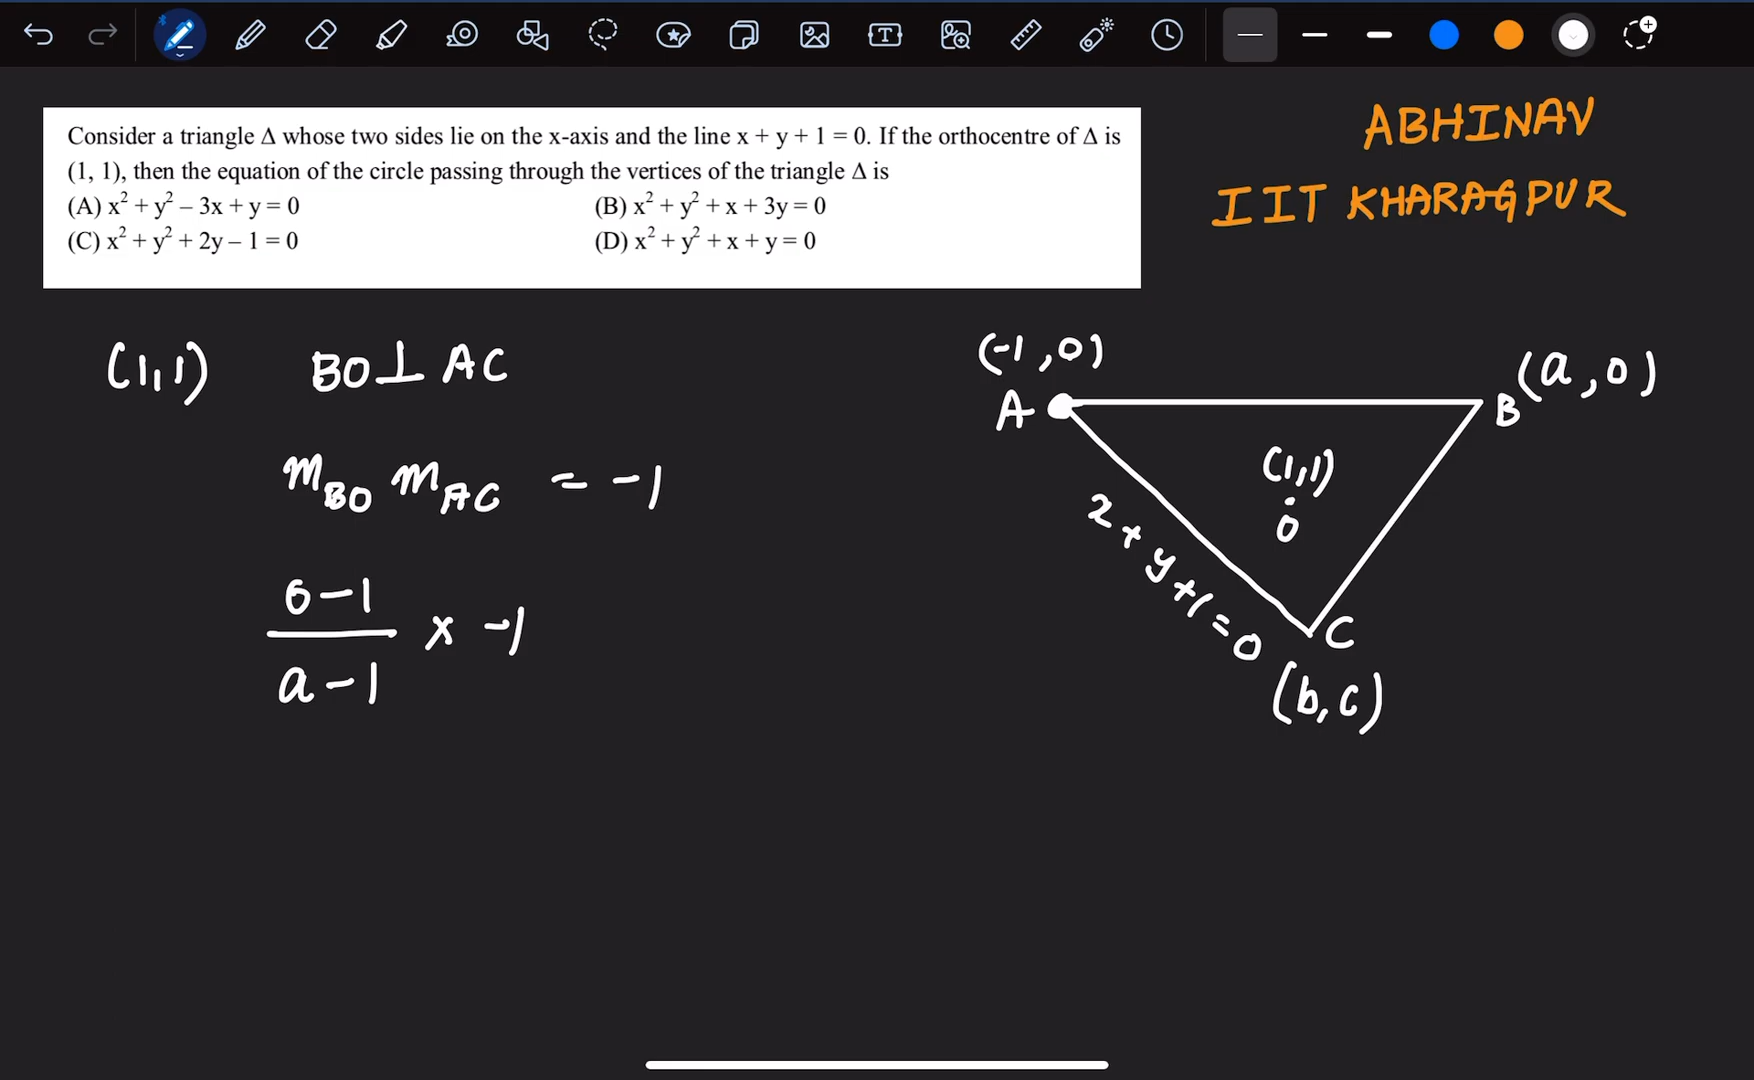 Consider a triangle Δ whose two sides lie on the x-axis and the line x + y + 1 = 0. If the orthocentre of Δ is
(1, 1), then the equation of the circle passing through the vertices of the triangle Δ is
(A) x² + y² – 3x + y = 0 (B) x² + y² + x + 3y = 0
(C) x² + y² + 2y – 1 = 0 (D) x² + y² + x + y = 0
ABHINAV
IIT KHARAGPUR
(1,1) BO⊥AC
m_BO m_AC = -1
0-1
a-1
x -1
(-1,0)
A
B (a,0)
(1,1)
O
x+y+1=0
C
(b,c)